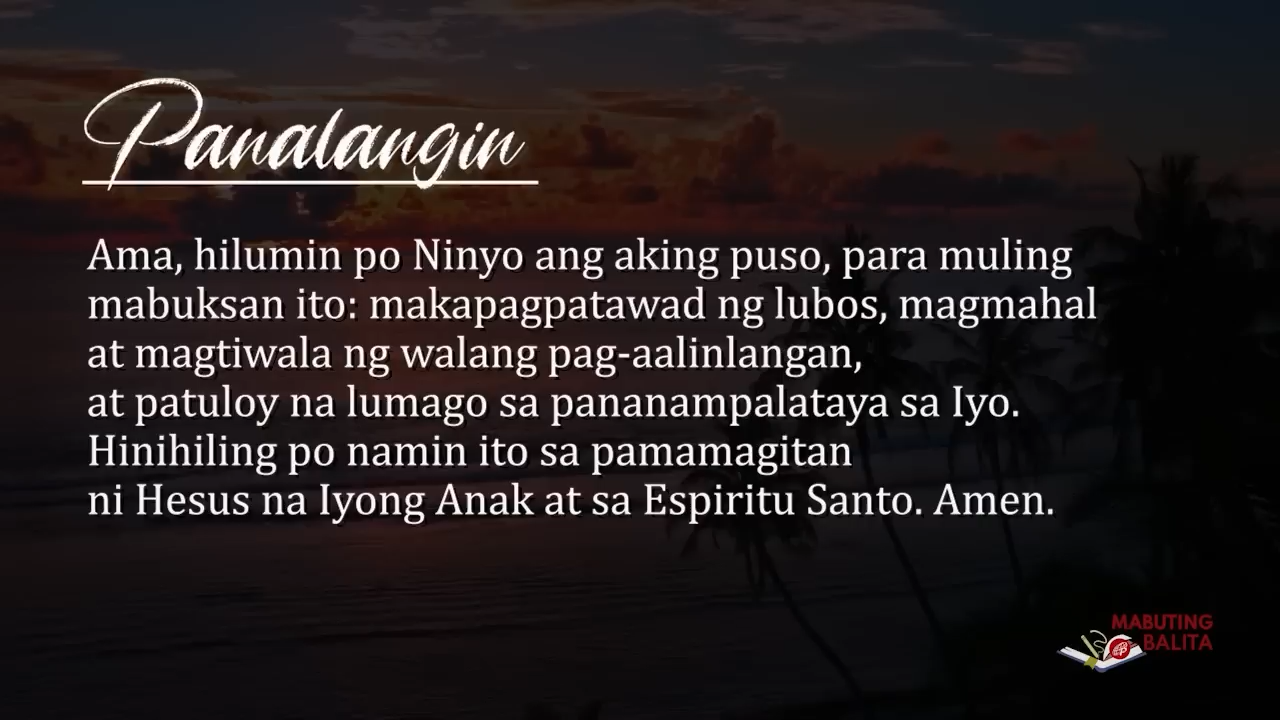 Panalangin
Ama, hilumin po Ninyo ang aking puso, para muling
mabuksan ito: makapagpatawad ng lubos, magmahal
at magtiwala ng walang pag-aalinlangan,
at patuloy na lumago sa pananampalataya sa Iyo.
Hinihiling po namin ito sa pamamagitan
ni Hesus na Iyong Anak at sa Espiritu Santo. Amen.
MABUTING
BALITA